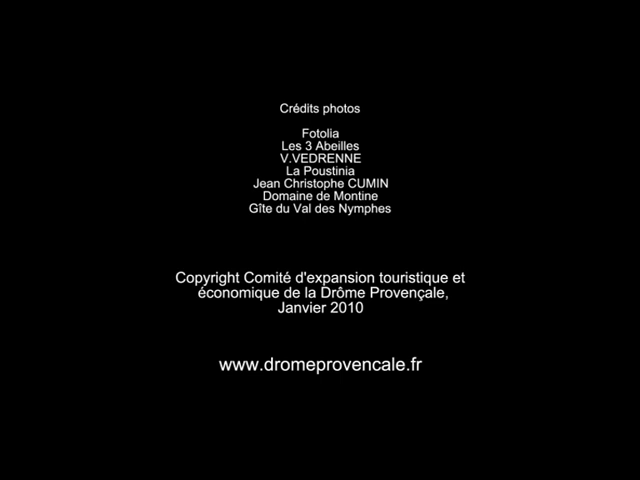 Crédits photos
Fotolia
Les 3 Abeilles
V.VEDRENNE
La Poustinia
Jean Christophe CUMIN
Domaine de Montine
Gîte du Val des Nymphes
Copyright Comité d'expansion touristique et
économique de la Drôme Provençale,
Janvier 2010
www.dromeprovencale.fr